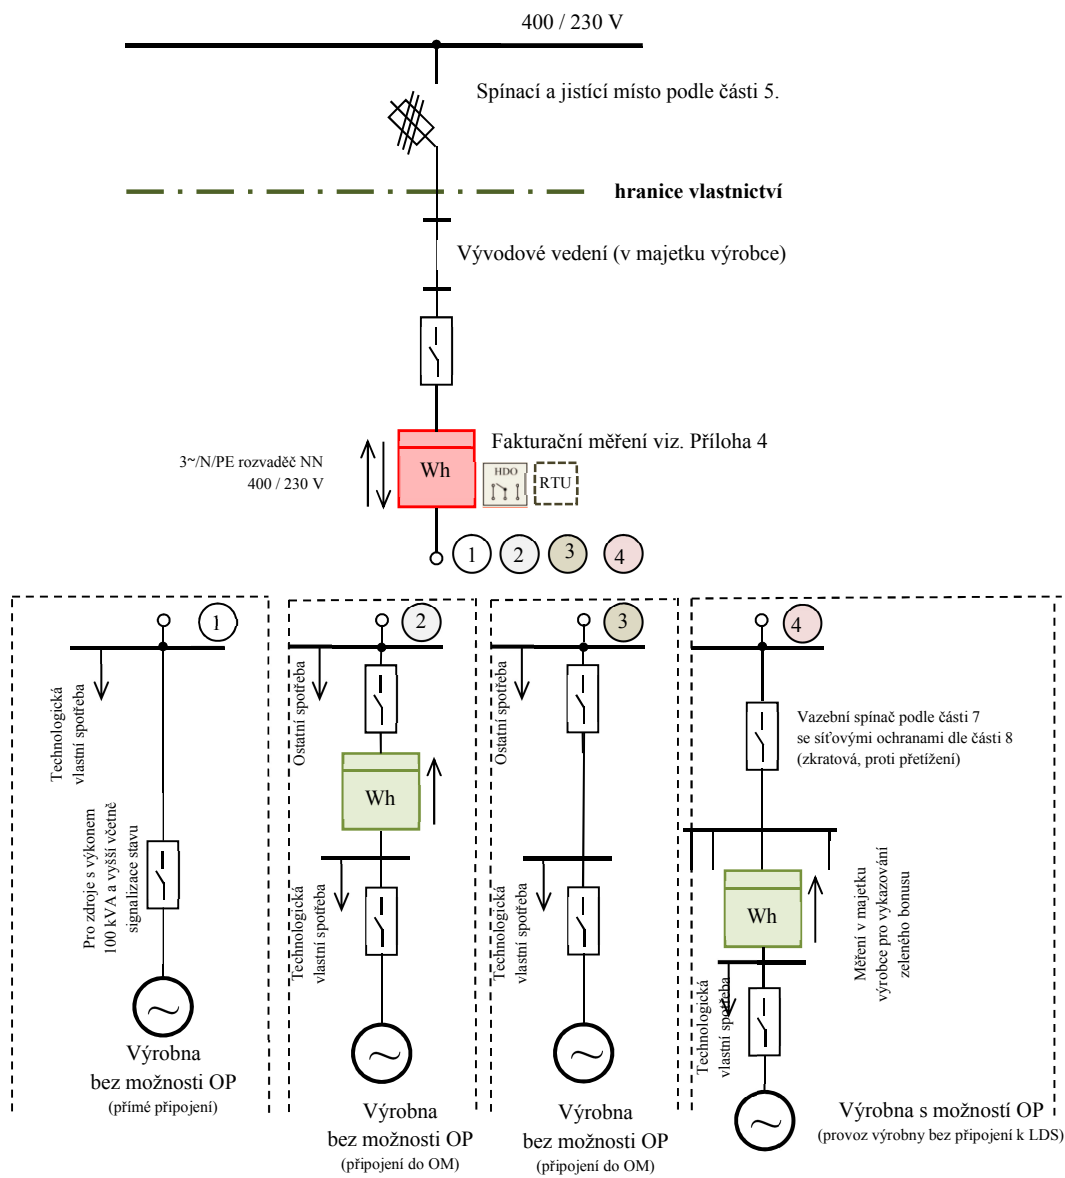 400 / 230 V
Spínací a jistící místo podle části 5.
hranice vlastnictví
Vývodové vedení (v majetku výrobce)
Fakturační měření viz. Příloha 4
3~/N/PE rozvaděč NN
400 / 230 V
Wh
HDO
RTU
1
2
3
4
1
Technologická
vlastní spotřeba
Pro zdroje s výkonem
100 kVA a vyšší včetně
signalizace stavu
Výrobna
bez možnosti OP
(přímé připojení)
2
Ostatní spotřeba
Wh
Technologická
vlastní spotřeba
Výrobna
bez možnosti OP
(připojení do OM)
3
Ostatní spotřeba
Technologická
vlastní spotřeba
Výrobna
bez možnosti OP
(připojení do OM)
4
Vazební spínač podle části 7
se síťovými ochranami dle části 8
(zkratová, proti přetížení)
Wh
Měření v majetku
výrobce pro vykazování
zeleného bonusu
Technologická
vlastní spotřeba
Výrobna s možností OP
(provoz výrobny bez připojení k LDS)